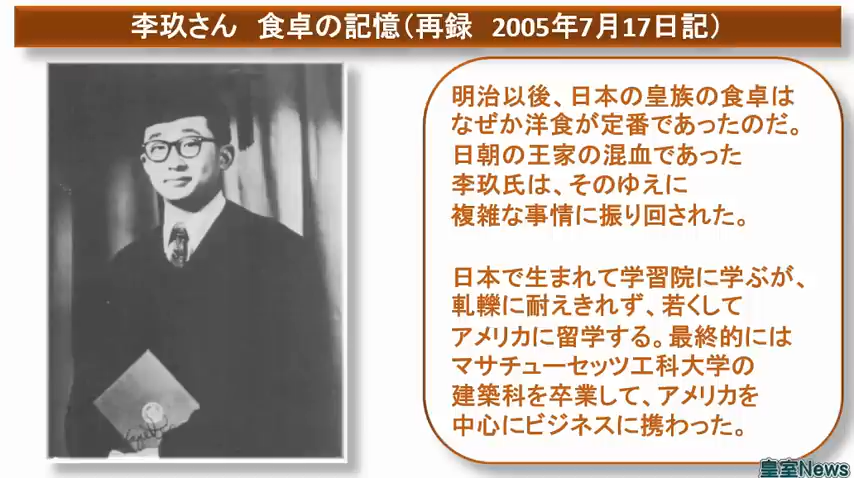 李玖さん 食卓の記憶（再録 2005年7月17日記）
明治以後、日本の皇族の食卓は
なぜか洋食が定番であったのだ。
日朝の王家の混血であった
李玖氏は、そのゆえに
複雑な事情に振り回された。
日本で生まれて学習院に学ぶが、
軋轢に耐えきれず、若くして
アメリカに留学する。最終的には
マサチューセッツ工科大学の
建築科を卒業して、アメリカを
中心にビジネスに携わった。
皇室News